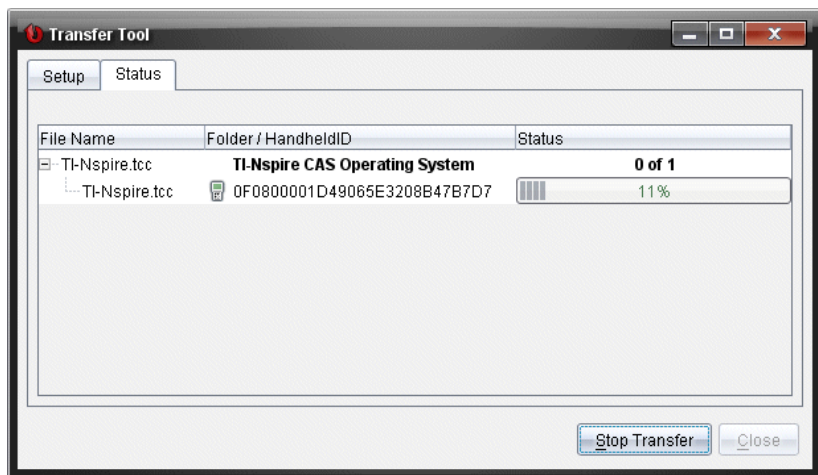 Transfer Tool
Setup Status
File Name Folder / HandheldID Status
TI-Nspire.tcc TI-Nspire CAS Operating System 0 of 1
TI-Nspire.tcc 0F0800001D49065E3208B47B7D7 11%
Stop Transfer Close